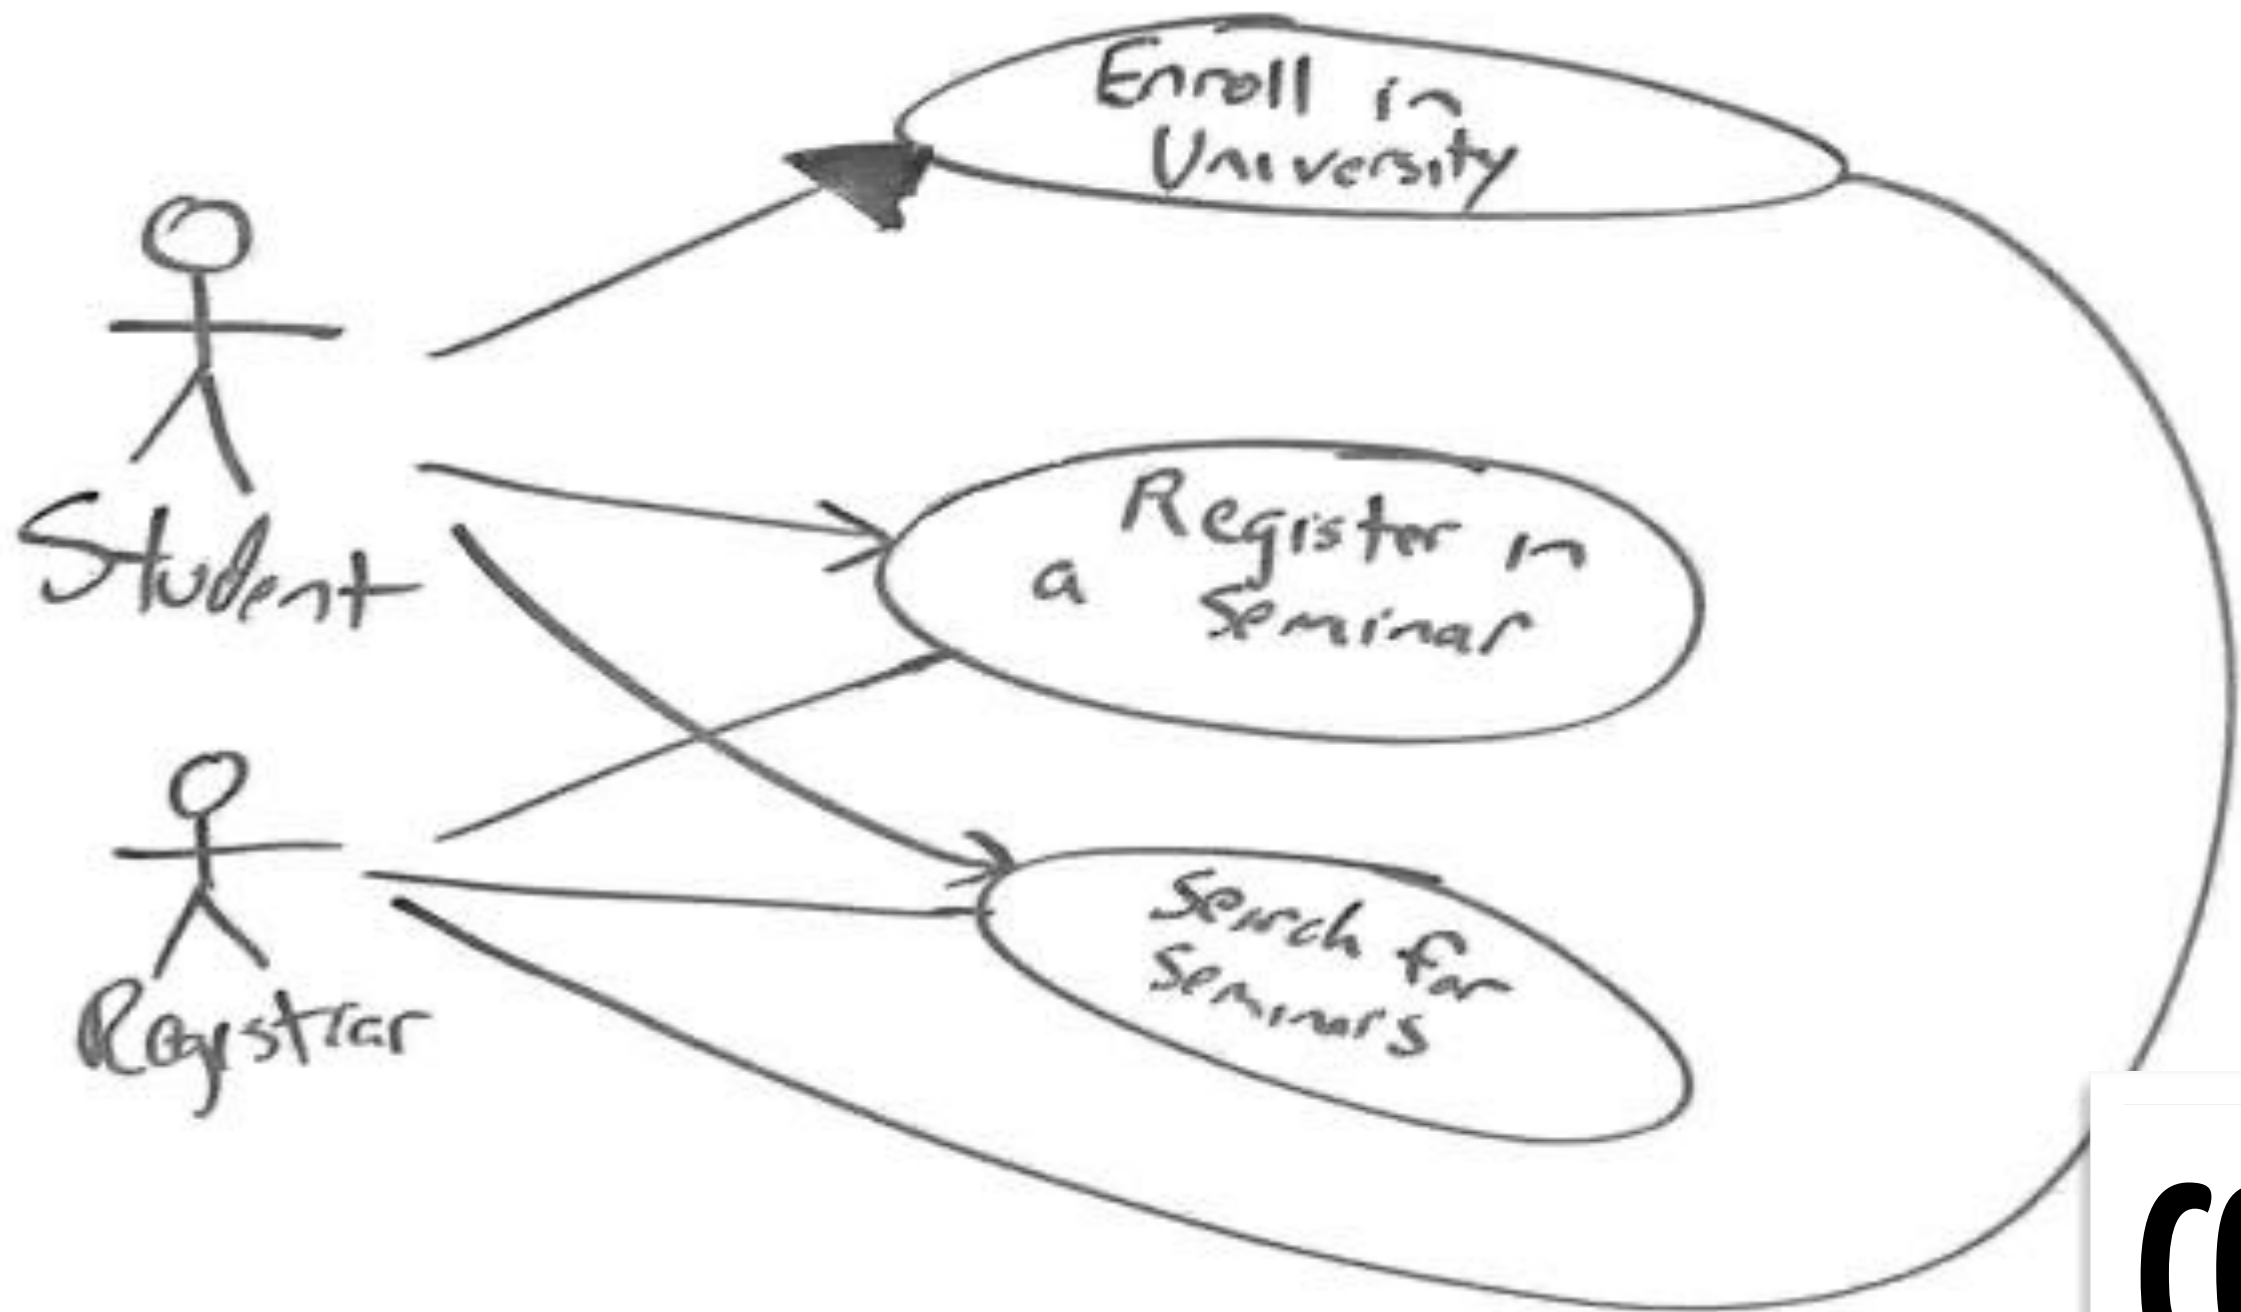 Enroll in
University
Student
Register in
a Seminar
Registrar
Search for
Seminars